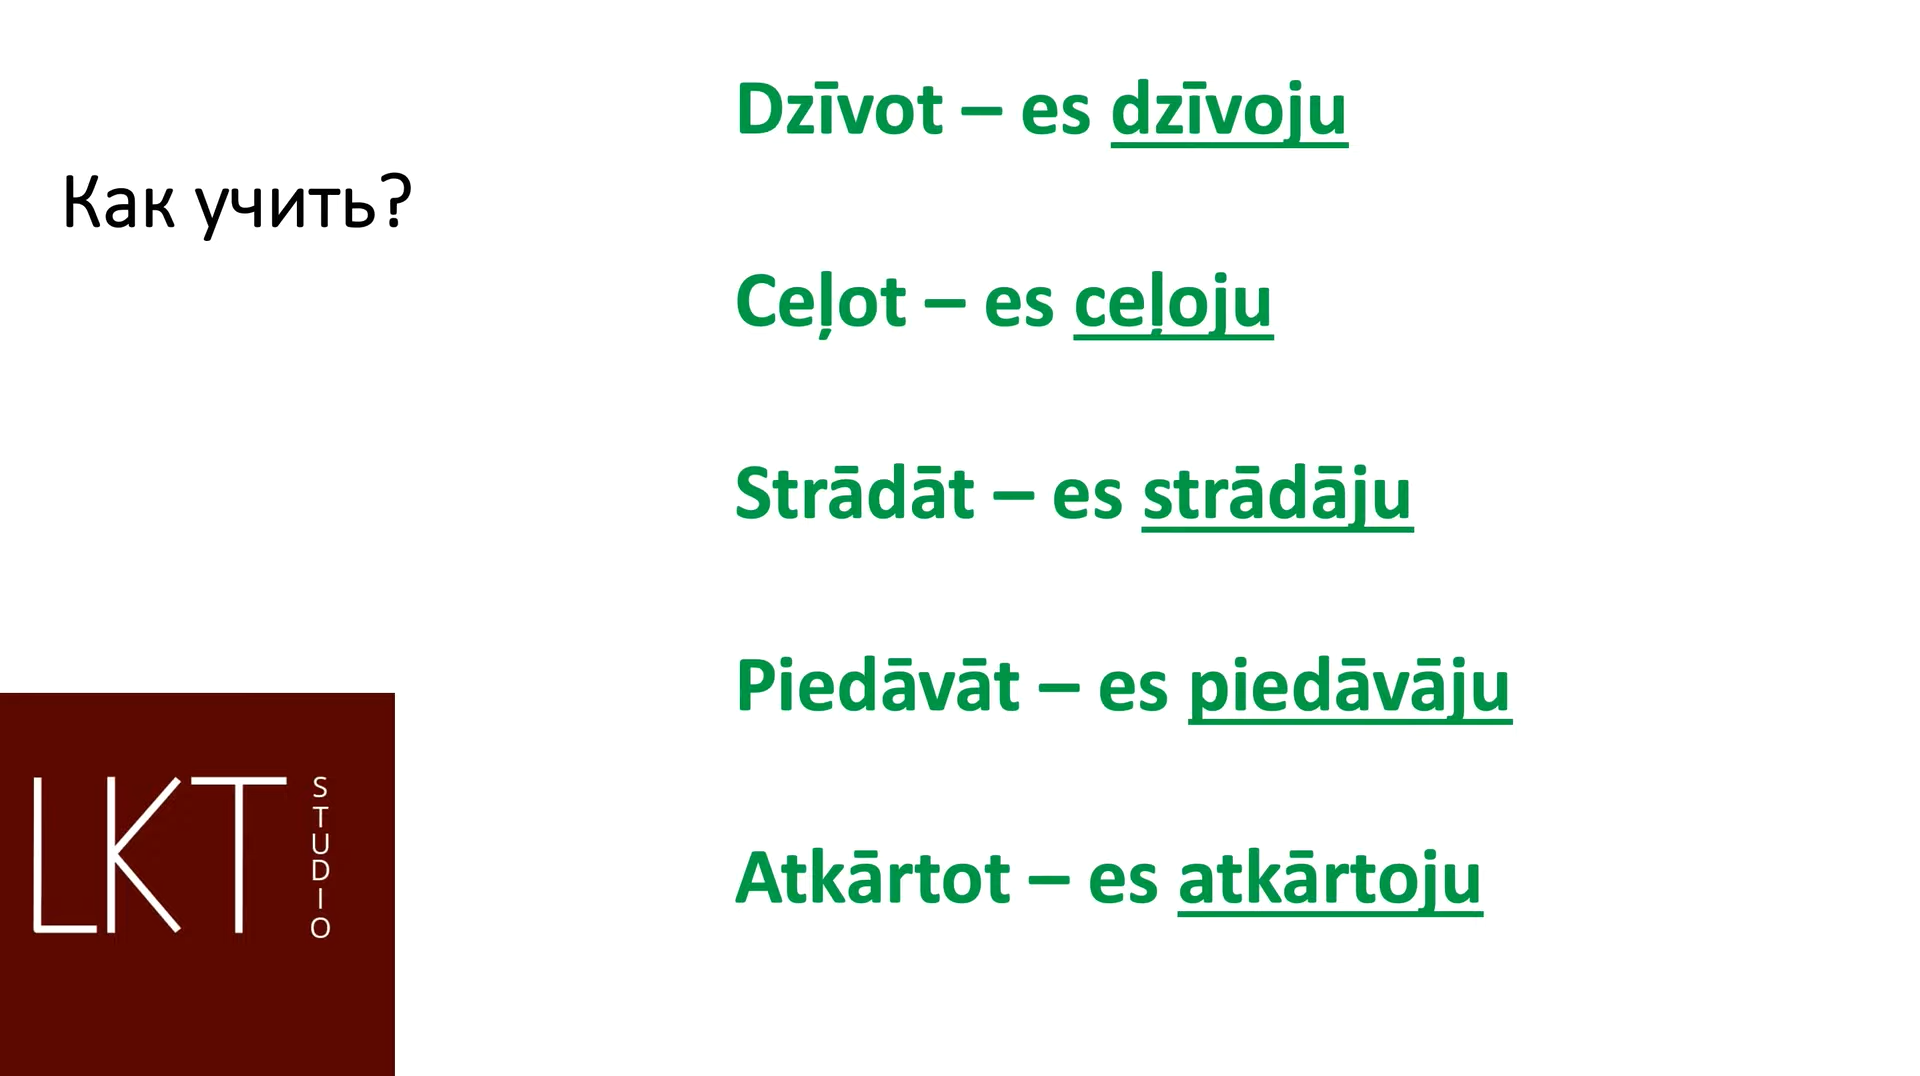 Как учить?
Dzīvot – es dzīvoju
Ceļot – es ceļoju
Strādāt – es strādāju
Piedāvāt – es piedāvāju
Atkārtot – es atkārtoju
LKT STUDIO